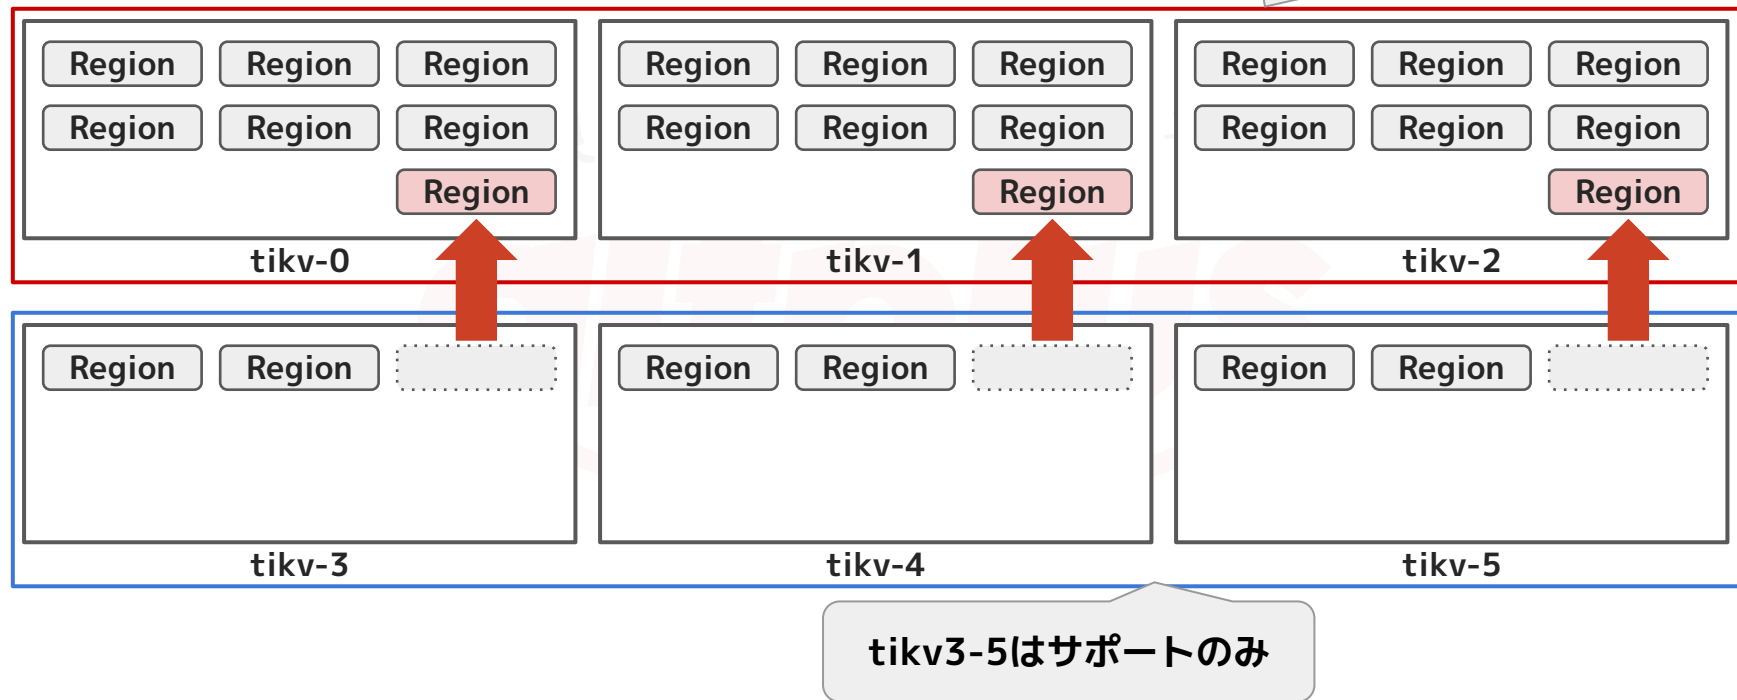 Region Region Region Region Region Region Region Region Region
Region Region Region Region Region Region Region Region Region
Region Region Region
tikv-0 tikv-1 tikv-2
Region Region Region Region Region Region
tikv-3 tikv-4 tikv-5
tikv3-5はサポートのみ